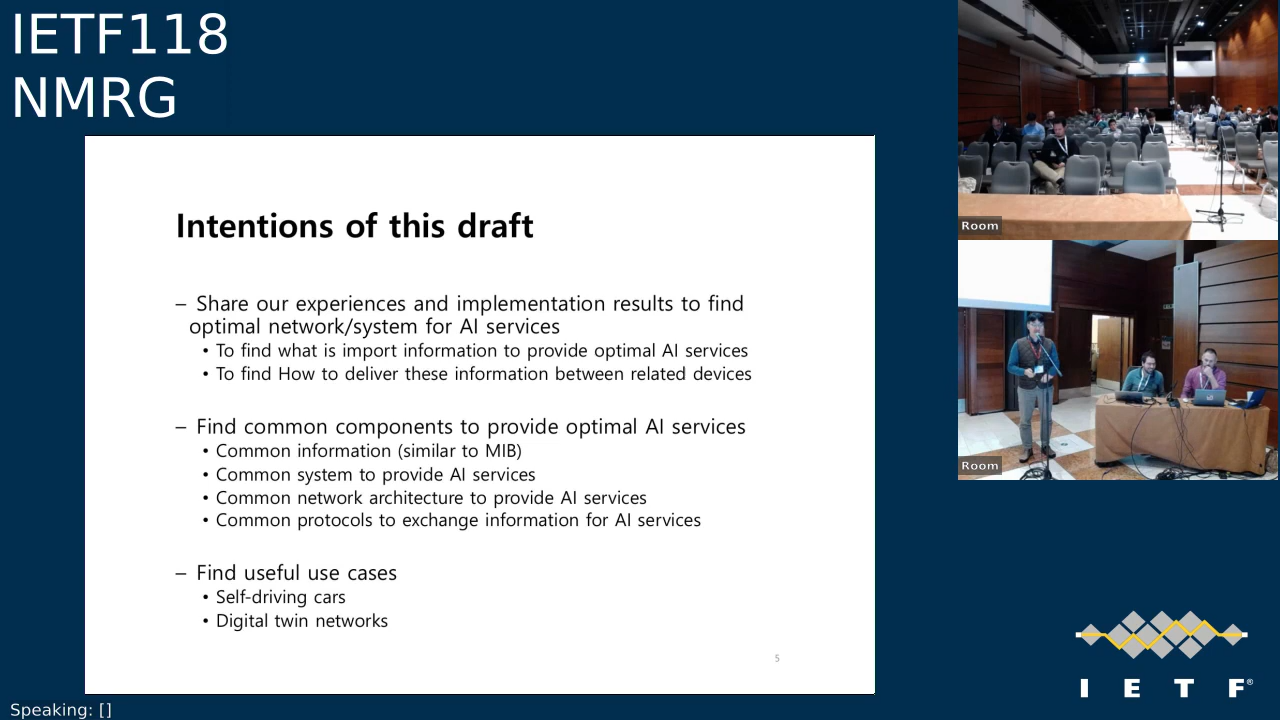 IETF118
NMRG
Intentions of this draft
– Share our experiences and implementation results to find
optimal network/system for AI services
• To find what is import information to provide optimal AI services
• To find How to deliver these information between related devices
– Find common components to provide optimal AI services
• Common information (similar to MIB)
• Common system to provide AI services
• Common network architecture to provide AI services
• Common protocols to exchange information for AI services
– Find useful use cases
• Self-driving cars
• Digital twin networks
5
Room
Room
I E T F®
Speaking: []